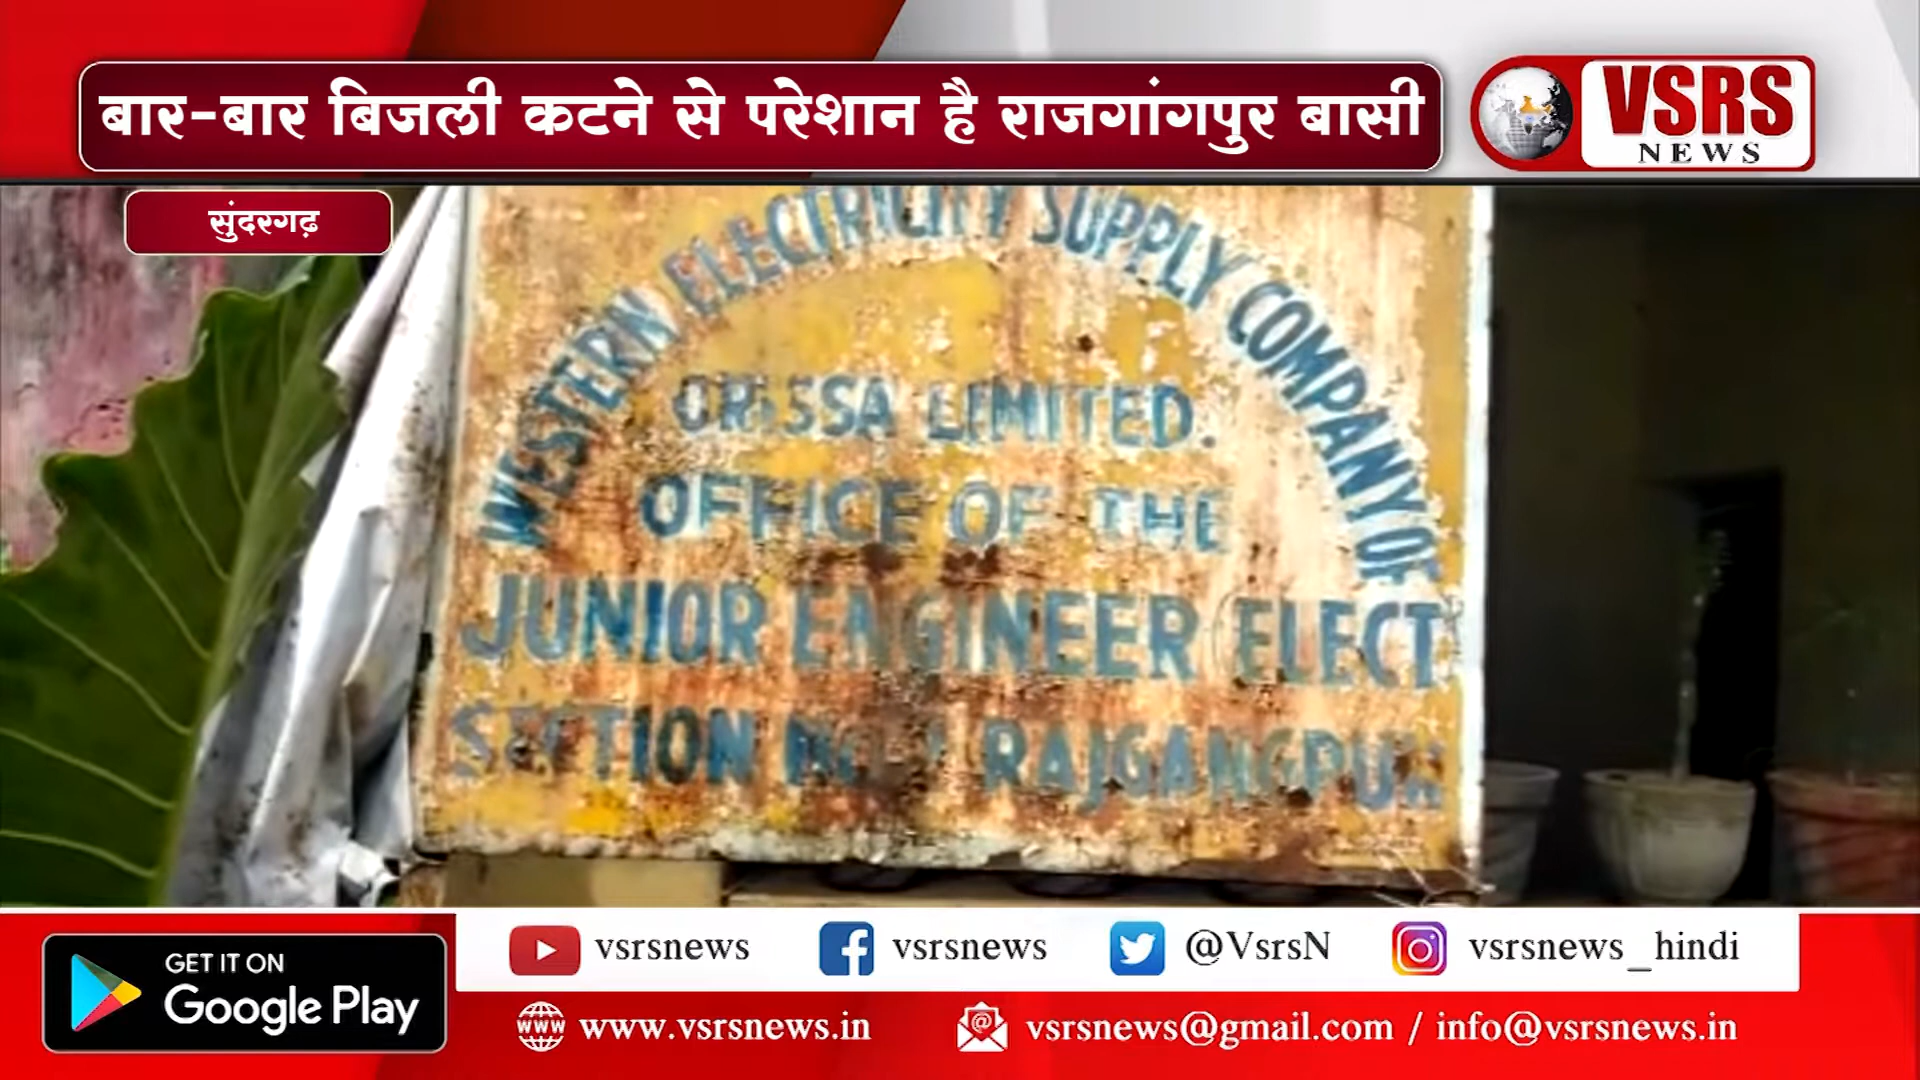 बार-बार बिजली कटने से परेशान है राजगांगपुर बासी
VSRS
NEWS
सुंदरगढ़
WESTERN ELECTRICITY SUPPLY COMPANY OF
ORISSA LIMITED.
OFFICE OF THE
JUNIOR ENGINEER (ELECT
SECTION RAJGANGPUR
GET IT ON
Google Play
vsrsnews
vsrsnews
@VsrsN
vsrsnews_hindi
www
www.vsrsnews.in
vsrsnews@gmail.com / info@vsrsnews.in